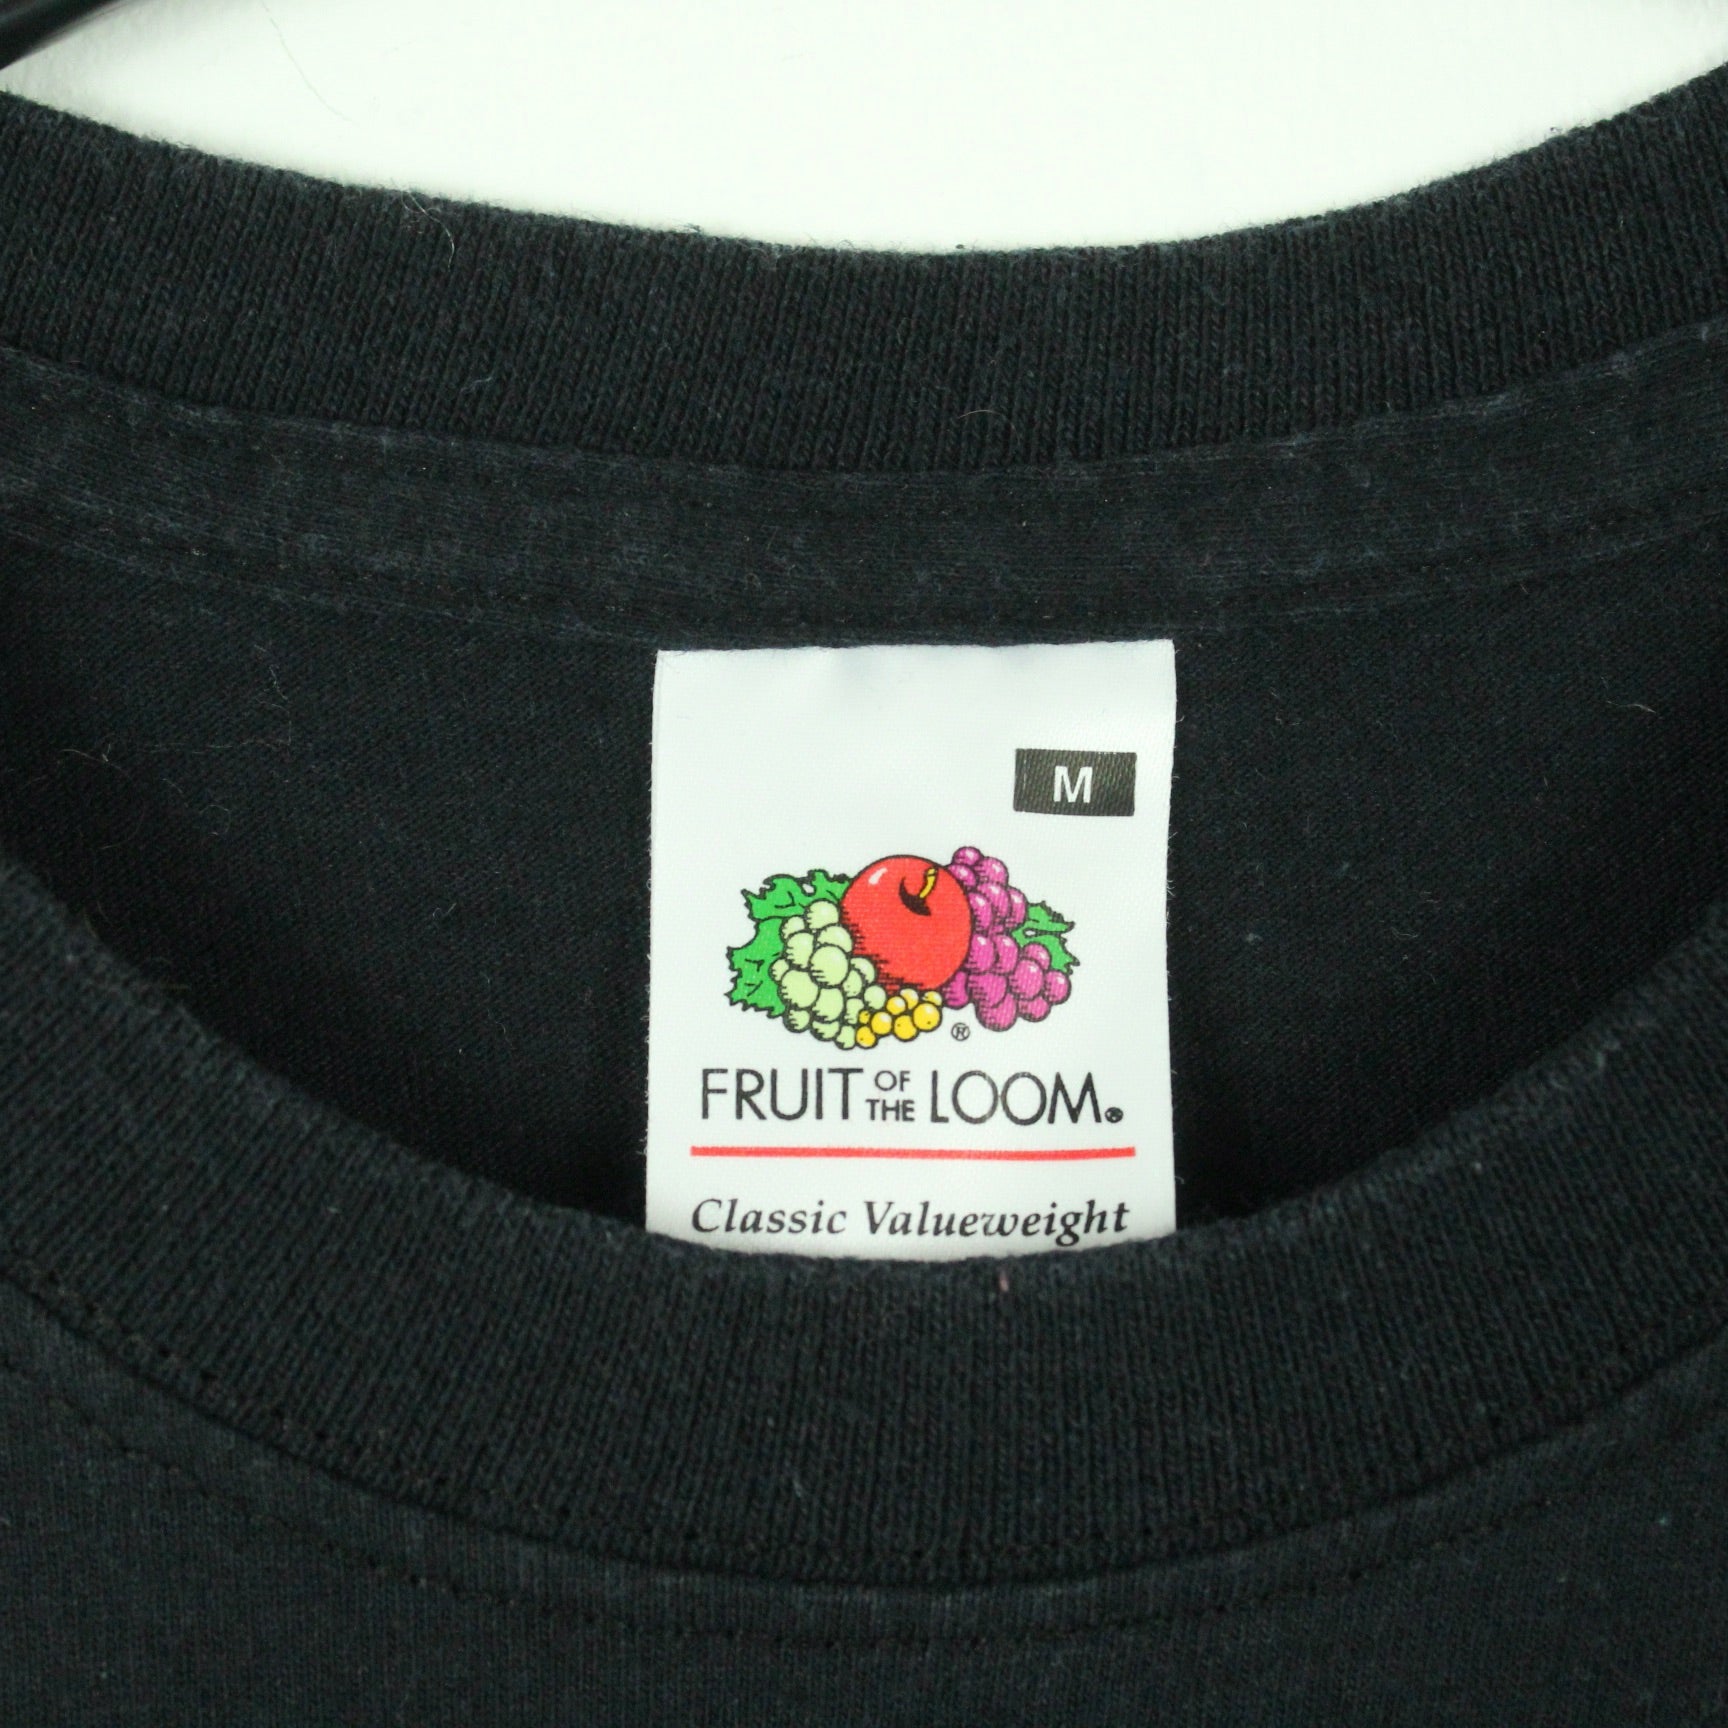 M
®
FRUIT OF THE LOOM®
Classic Valueweight